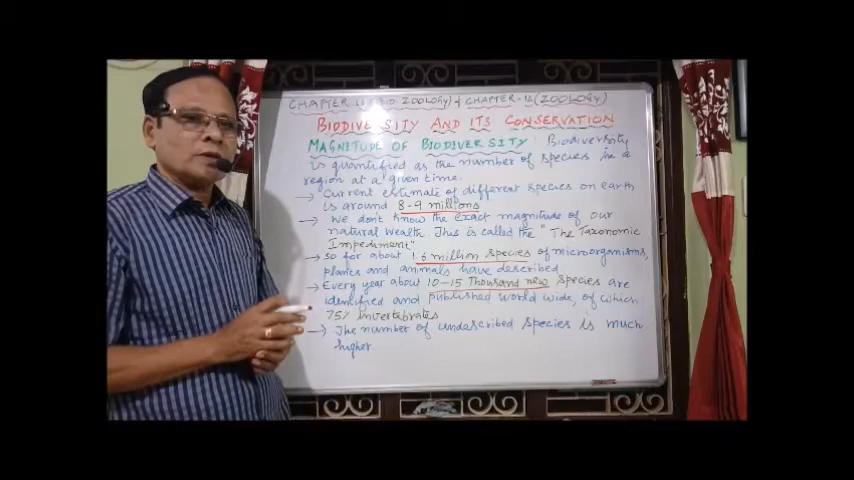 CHAPTER (BIO ZOOLOGY) & CHAPTER-12 (ZOOLOGY)
BIODIVERSITY AND ITS CONSERVATION
MAGNITUDE OF BIODIVERSITY : Biodiversity
is quantified as the number of species in a
region at a given time.
→ Current estimate of different species on earth
is around 8-9 millions
→ We don't know the exact magnitude of our
natural wealth. This is called the "The Taxonomic
Impediment"
→ so for about 1.6 million species of microorganisms,
plants and animals have described
→ Every year about 10-15 Thousand new species are
identified and published world wide, of which
75% invertebrates
→ The number of undescribed species is much
higher.